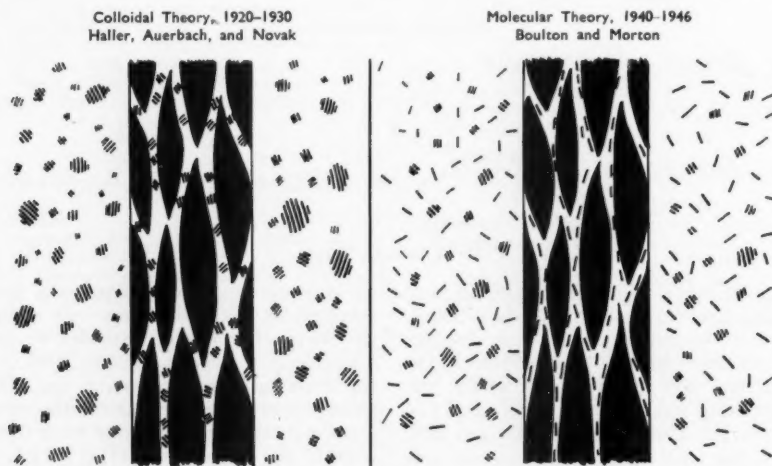 Colloidal Theory, 1920–1930
Haller, Auerbach, and Novak
Molecular Theory, 1940–1946
Boulton and Morton